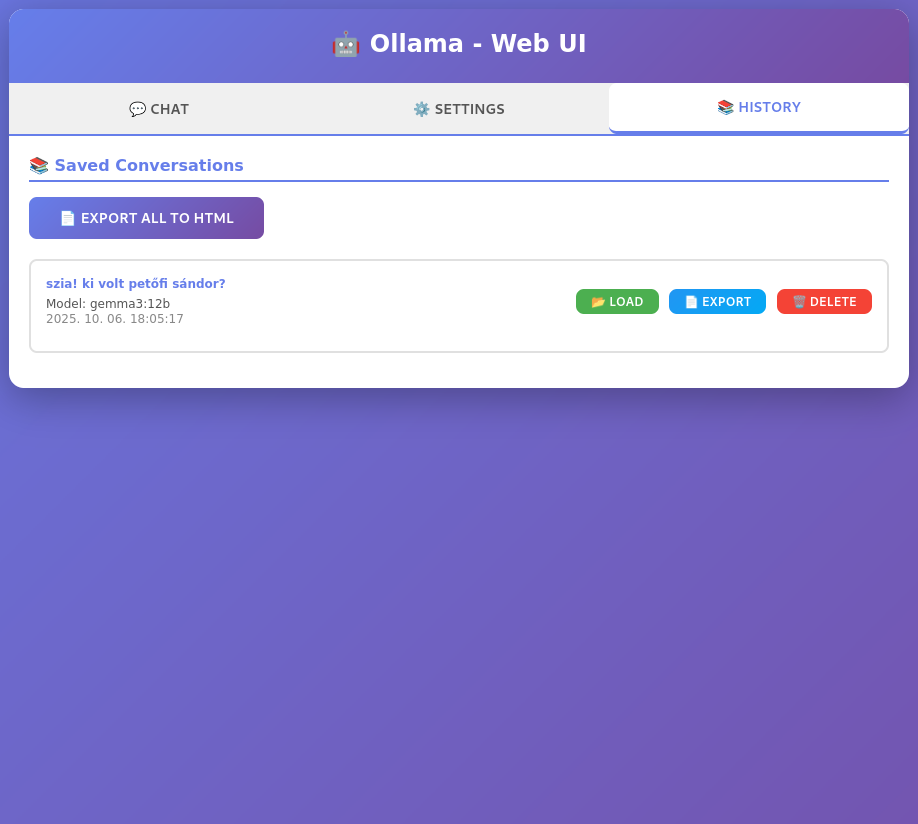 🤖 Ollama - Web UI
💬 CHAT
⚙️ SETTINGS
📚 HISTORY
📚 Saved Conversations
📄 EXPORT ALL TO HTML
szia! ki volt petőfi sándor?
Model: gemma3:12b
2025. 10. 06. 18:05:17
📂 LOAD
📄 EXPORT
🗑️ DELETE